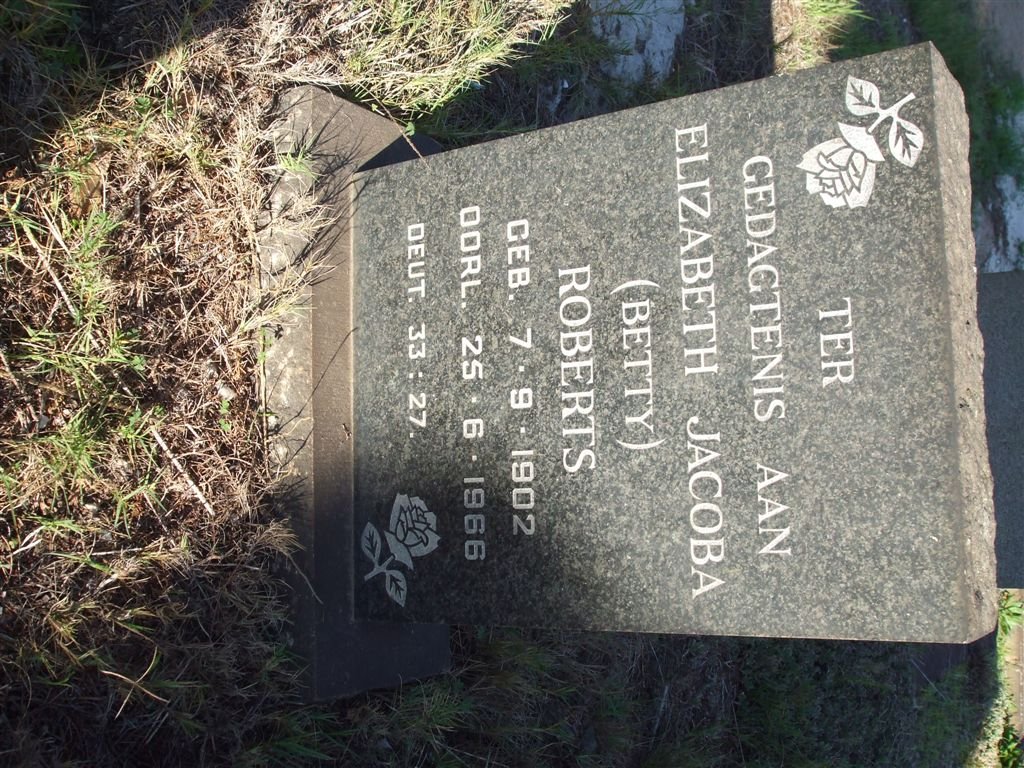 TER
GEDAGTENIS AAN
ELIZABETH JACOBA
(BETTY)
ROBERTS
GEB. 7·9·1902
OORL. 25·6·1966
DEUT. 33:27.